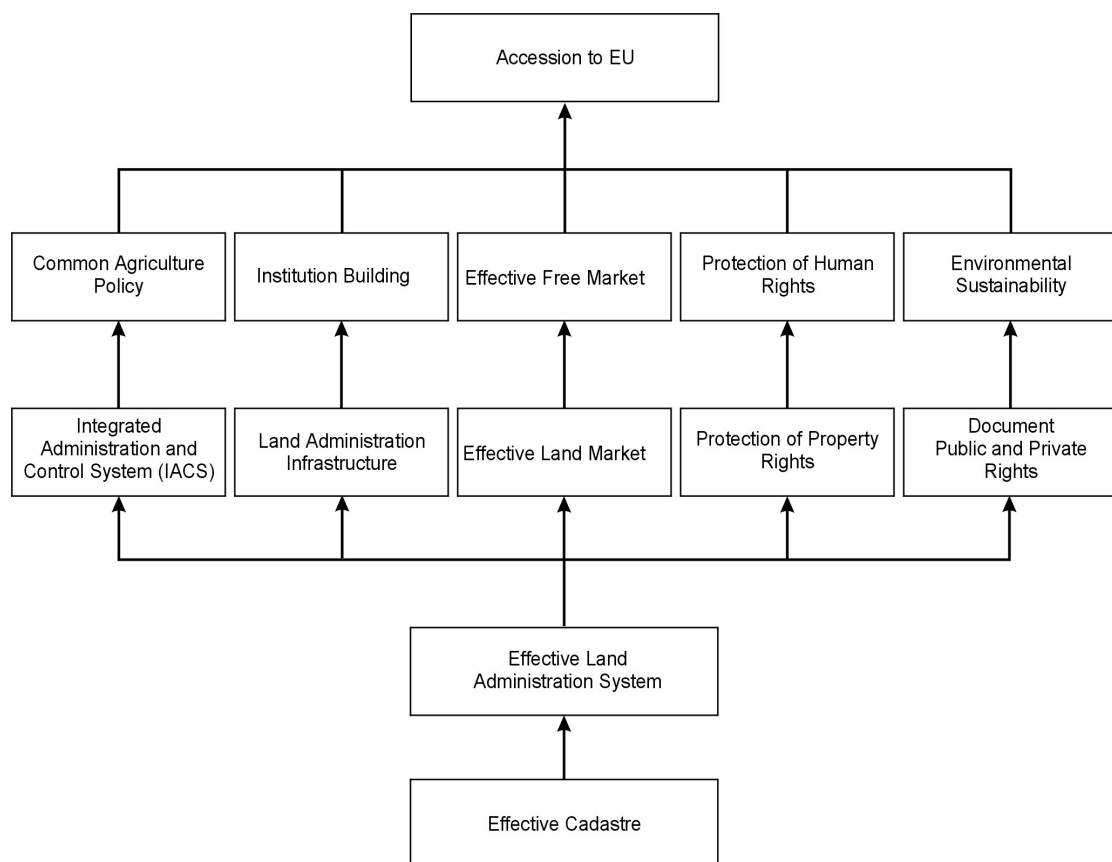 Accession to EU
Common Agriculture
Policy
Institution Building
Effective Free Market
Protection of Human
Rights
Environmental
Sustainability
Integrated
Administration and
Control System (IACS)
Land Administration
Infrastructure
Effective Land Market
Protection of Property
Rights
Document
Public and Private
Rights
Effective Land
Administration System
Effective Cadastre